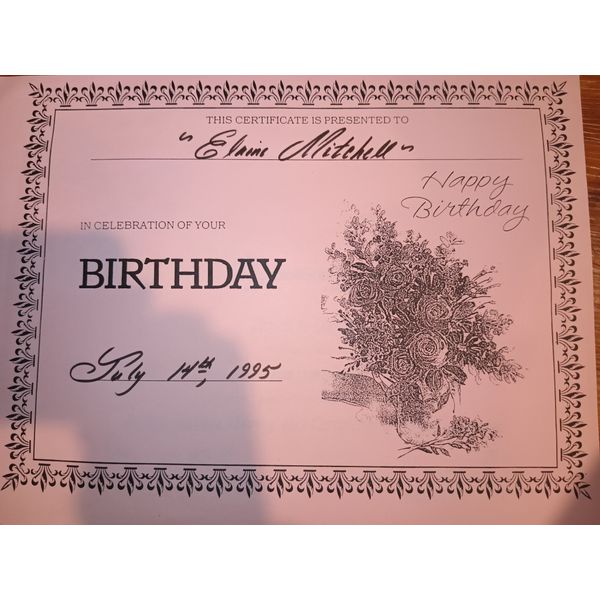 THIS CERTIFICATE IS PRESENTED TO
"Elaine Mitchell"
Happy
Birthday
IN CELEBRATION OF YOUR
BIRTHDAY
July 14th, 1995